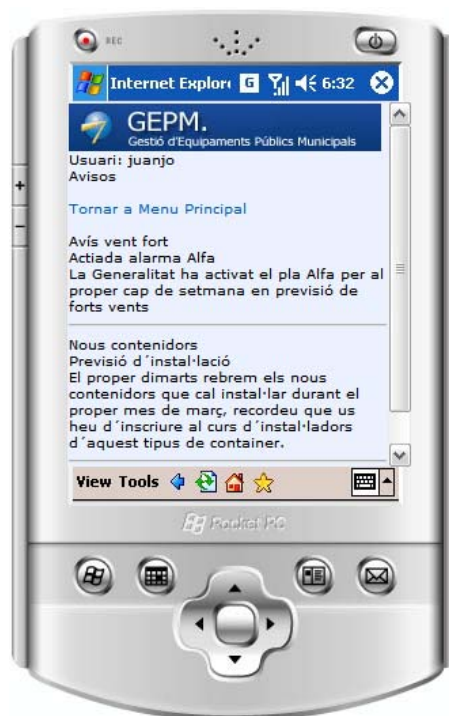 REC
Internet Explore G 6:32
GEPM.
Gestió d'Equipaments Públics Municipals
Usuari: juanjo
Avisos
Tornar a Menu Principal
Avís vent fort
Actiada alarma Alfa
La Generalitat ha activat el pla Alfa per al
proper cap de setmana en previsió de
forts vents
Nous contenidors
Previsió d´instal·lació
El proper dimarts rebrem els nous
contenidors que cal instal·lar durant el
proper mes de març, recordeu que us
heu d´inscriure al curs d´instal·ladors
d´aquest tipus de container.
View Tools
Pocket PC
+
-